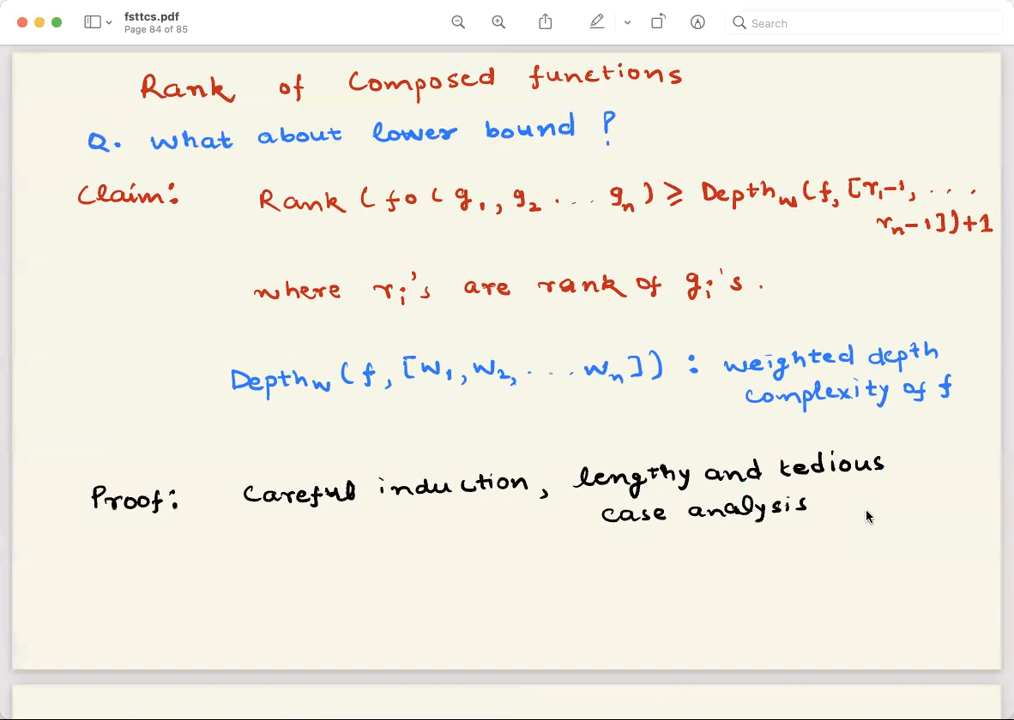 fsttcs.pdf
Page 84 of 85
Search
Rank of Composed functions
Q. What about lower bound ?
Claim: Rank (fo (g1, g2 ... gn) ≥ Depthw (f, [r1-1, ...
rn-1])+1
where ri's are rank of gi's.
Depthw (f, [w1, w2, ... wn]) : weighted depth
complexity of f
Proof: Careful induction, lengthy and tedious
case analysis